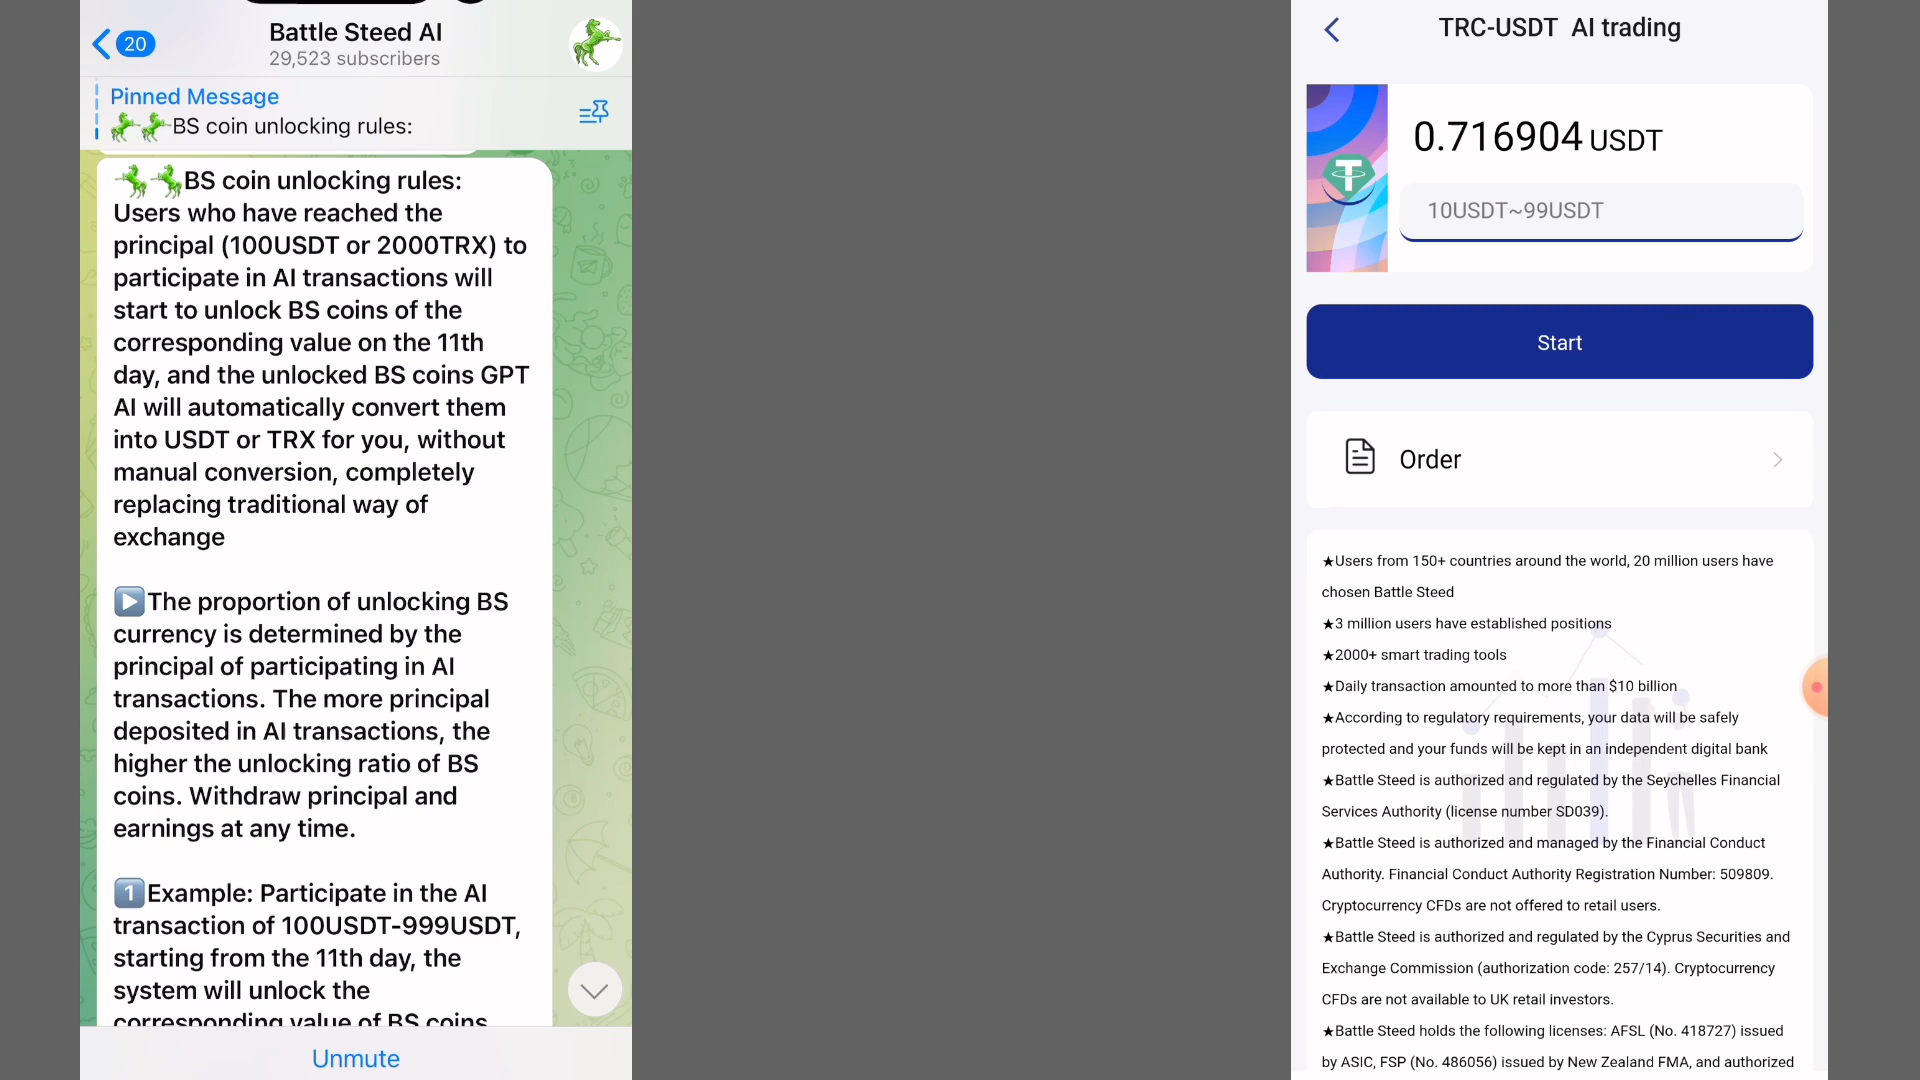 20
Battle Steed AI
29,523 subscribers
Pinned Message
BS coin unlocking rules:
BS coin unlocking rules:
Users who have reached the
principal (100USDT or 2000TRX) to
participate in AI transactions will
start to unlock BS coins of the
corresponding value on the 11th
day, and the unlocked BS coins GPT
AI will automatically convert them
into USDT or TRX for you, without
manual conversion, completely
replacing traditional way of
exchange
The proportion of unlocking BS
currency is determined by the
principal of participating in AI
transactions. The more principal
deposited in AI transactions, the
higher the unlocking ratio of BS
coins. Withdraw principal and
earnings at any time.
1 Example: Participate in the AI
transaction of 100USDT-999USDT,
starting from the 11th day, the
system will unlock the
corresponding value of BS coins
Unmute
TRC-USDT AI trading
0.716904 USDT
10USDT~99USDT
Start
Order
★Users from 150+ countries around the world, 20 million users have
chosen Battle Steed
★3 million users have established positions
★2000+ smart trading tools
★Daily transaction amounted to more than $10 billion
★According to regulatory requirements, your data will be safely
protected and your funds will be kept in an independent digital bank
★Battle Steed is authorized and regulated by the Seychelles Financial
Services Authority (license number SD039).
★Battle Steed is authorized and managed by the Financial Conduct
Authority. Financial Conduct Authority Registration Number: 509809.
Cryptocurrency CFDs are not offered to retail users.
★Battle Steed is authorized and regulated by the Cyprus Securities and
Exchange Commission (authorization code: 257/14). Cryptocurrency
CFDs are not available to UK retail investors.
★Battle Steed holds the following licenses: AFSL (No. 418727) issued
by ASIC, FSP (No. 486056) issued by New Zealand FMA, and authorized